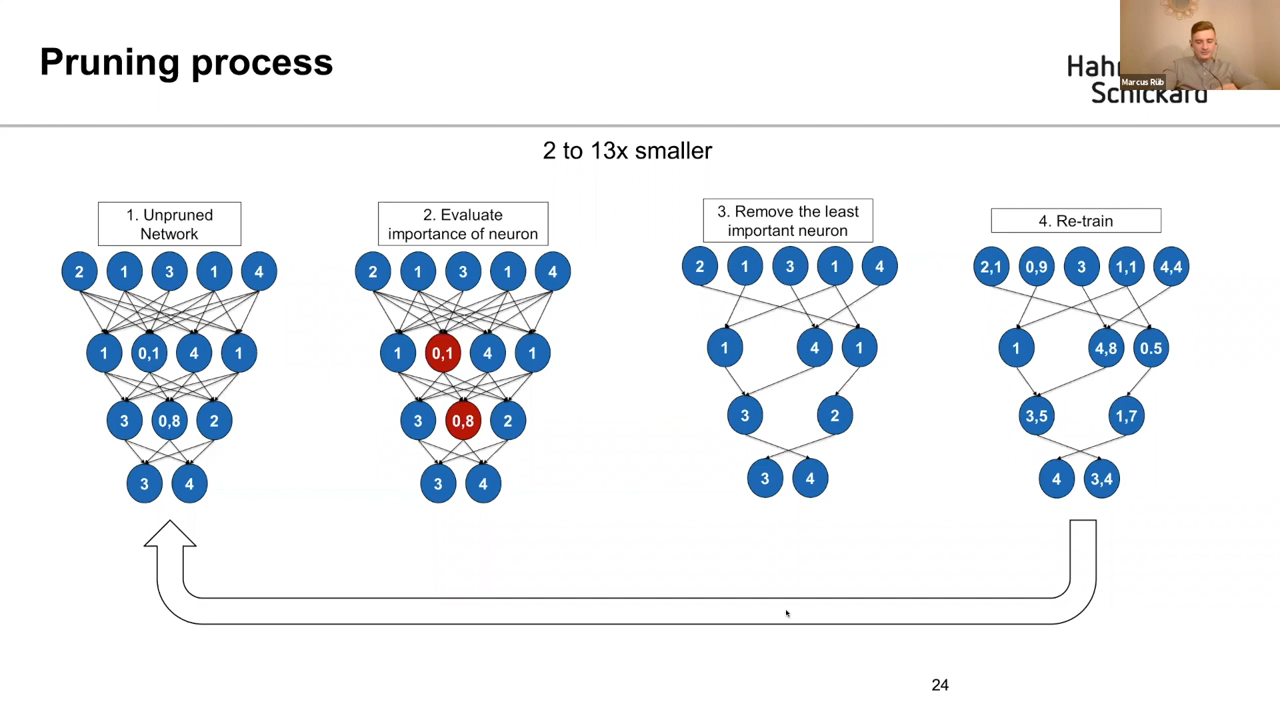 Pruning process
Marcus Rüb
Schickard
2 to 13x smaller
1. Unpruned
Network
2 1 3 1 4
1 0,1 4 1
3 0,8 2
3 4
2. Evaluate
importance of neuron
2 1 3 1 4
1 0,1 4 1
3 0,8 2
3 4
3. Remove the least
important neuron
2 1 3 1 4
1 4 1
3 2
3 4
4. Re-train
2,1 0,9 3 1,1 4,4
1 4,8 0.5
3,5 1,7
4 3,4
24